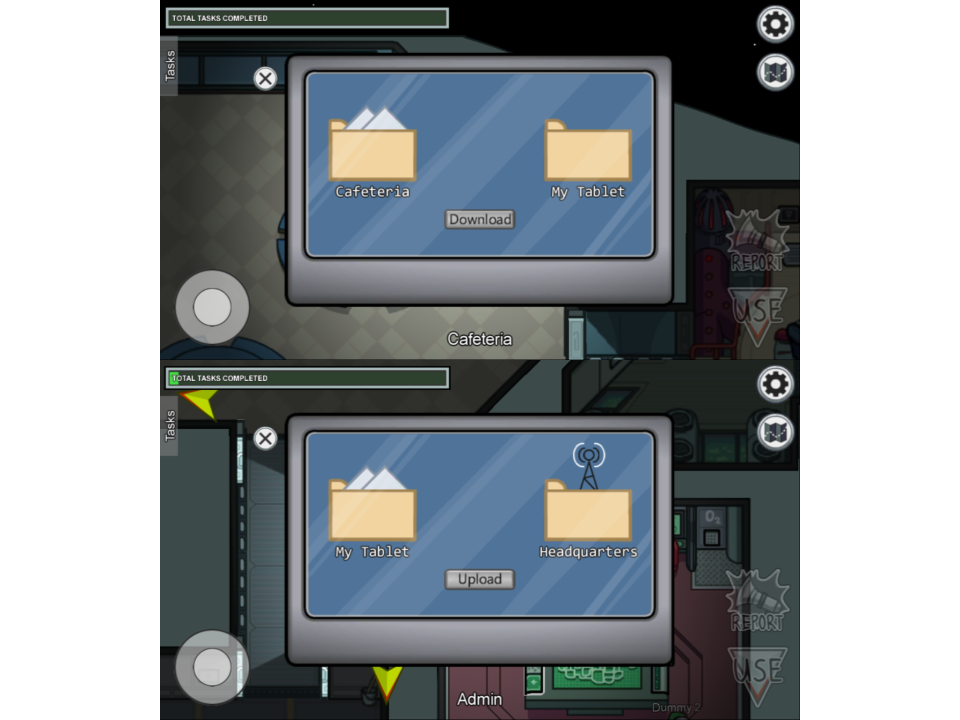 TOTAL TASKS COMPLETED
Tasks
Cafeteria
My Tablet
Download
REPORT
USE
Cafeteria
TOTAL TASKS COMPLETED
Tasks
My Tablet
Headquarters
O2
Upload
REPORT
USE
Admin
Dummy 2